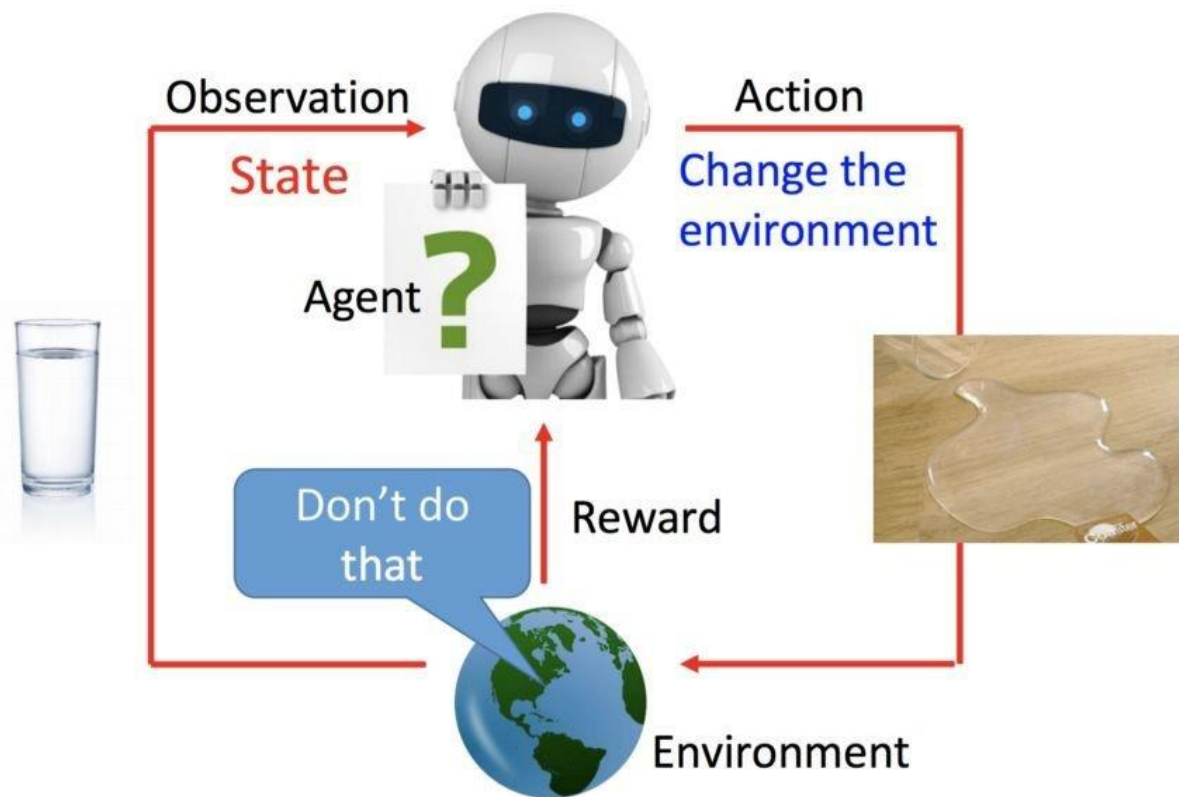 Observation
State
Action
Change the
environment
Agent
?
Don't do
that
Reward
Environment